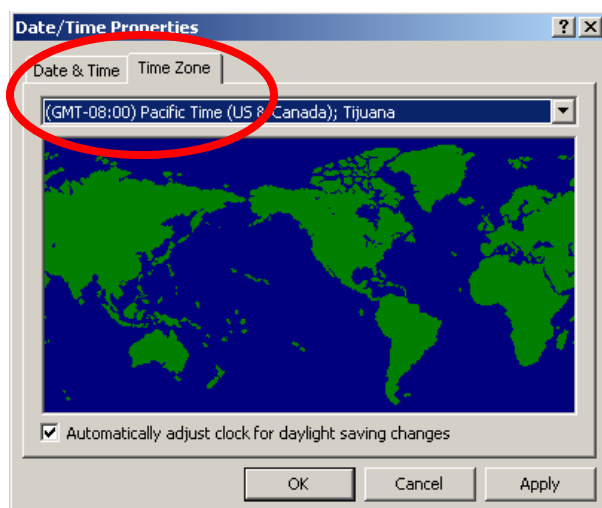 Date/Time Properties
? ×
Date & Time Time Zone
(GMT-08:00) Pacific Time (US & Canada); Tijuana
Automatically adjust clock for daylight saving changes
OK Cancel Apply